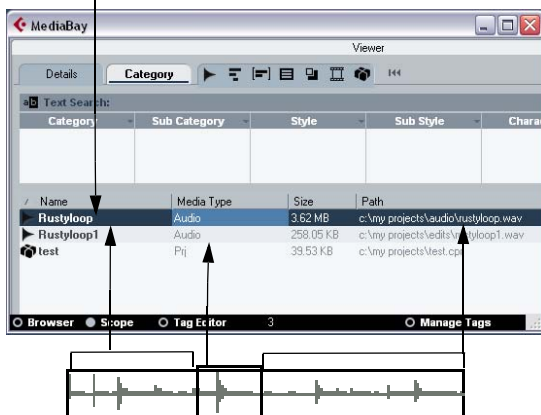 MediaBay
Viewer
Details Category
Text Search:
Category Sub Category Style Sub Style Chara
Name Media Type Size Path
Rustyloop Audio 3.62 MB c:\my projects\audio\rustyloop.wav
Rustyloop1 Audio 258.05 KB c:\my projects\edits\rustyloop1.wav
test Prj 39.53 KB c:\my projects\test.cpr
Browser Scope Tag Editor 3 Manage Tags